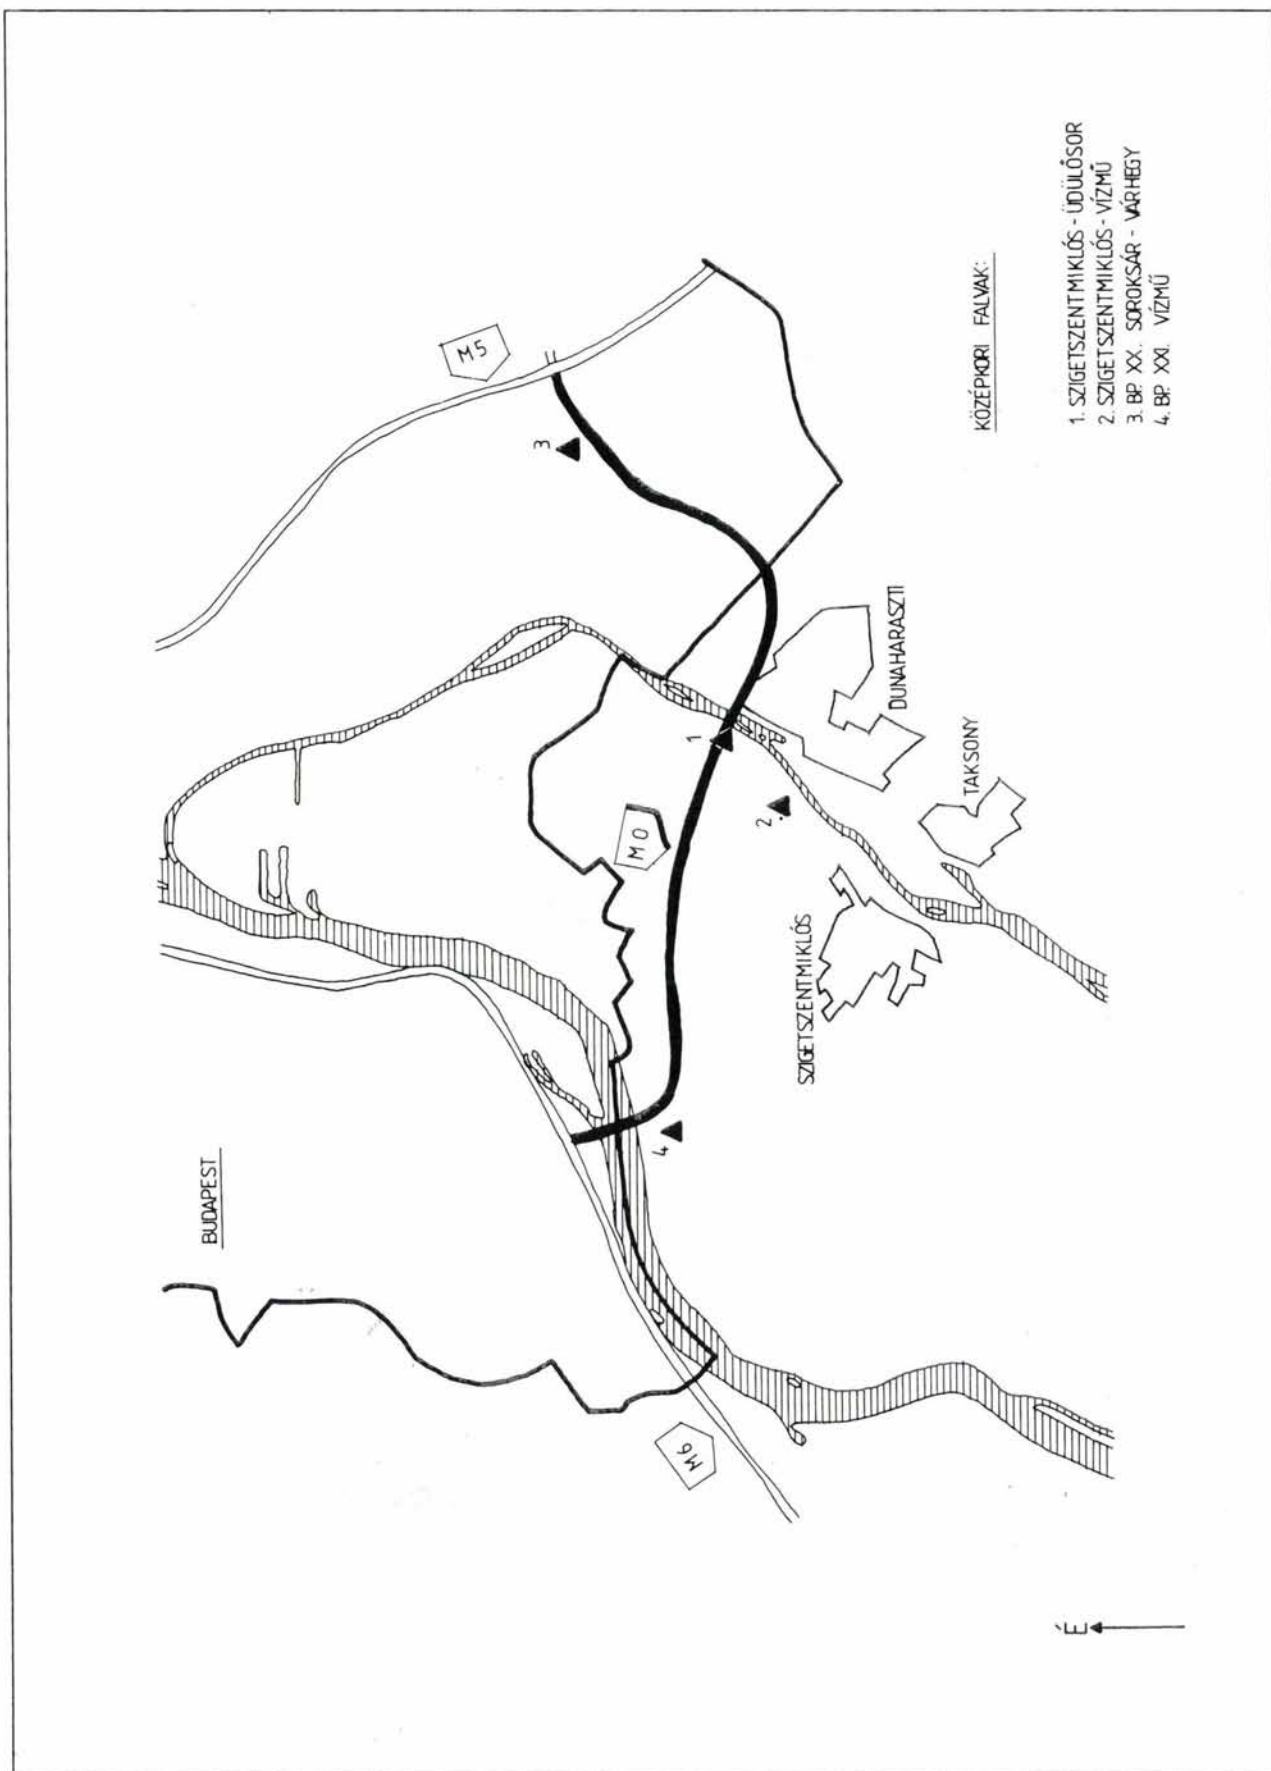 BUDAPEST
M5
3
M0
1
2
4
M6
DUNAHARASZTI
TAKSONY
SZIGETSZENTMIKLÓS
KÖZÉPKORI FALVAK:
1. SZIGETSZENTMIKLÓS - ÜDÜLŐSOR
2. SZIGETSZENTMIKLÓS - VÍZMŰ
3. BP. XX. SOROKSÁR - VÁRHEGY
4. BP. XXI. VÍZMŰ
É